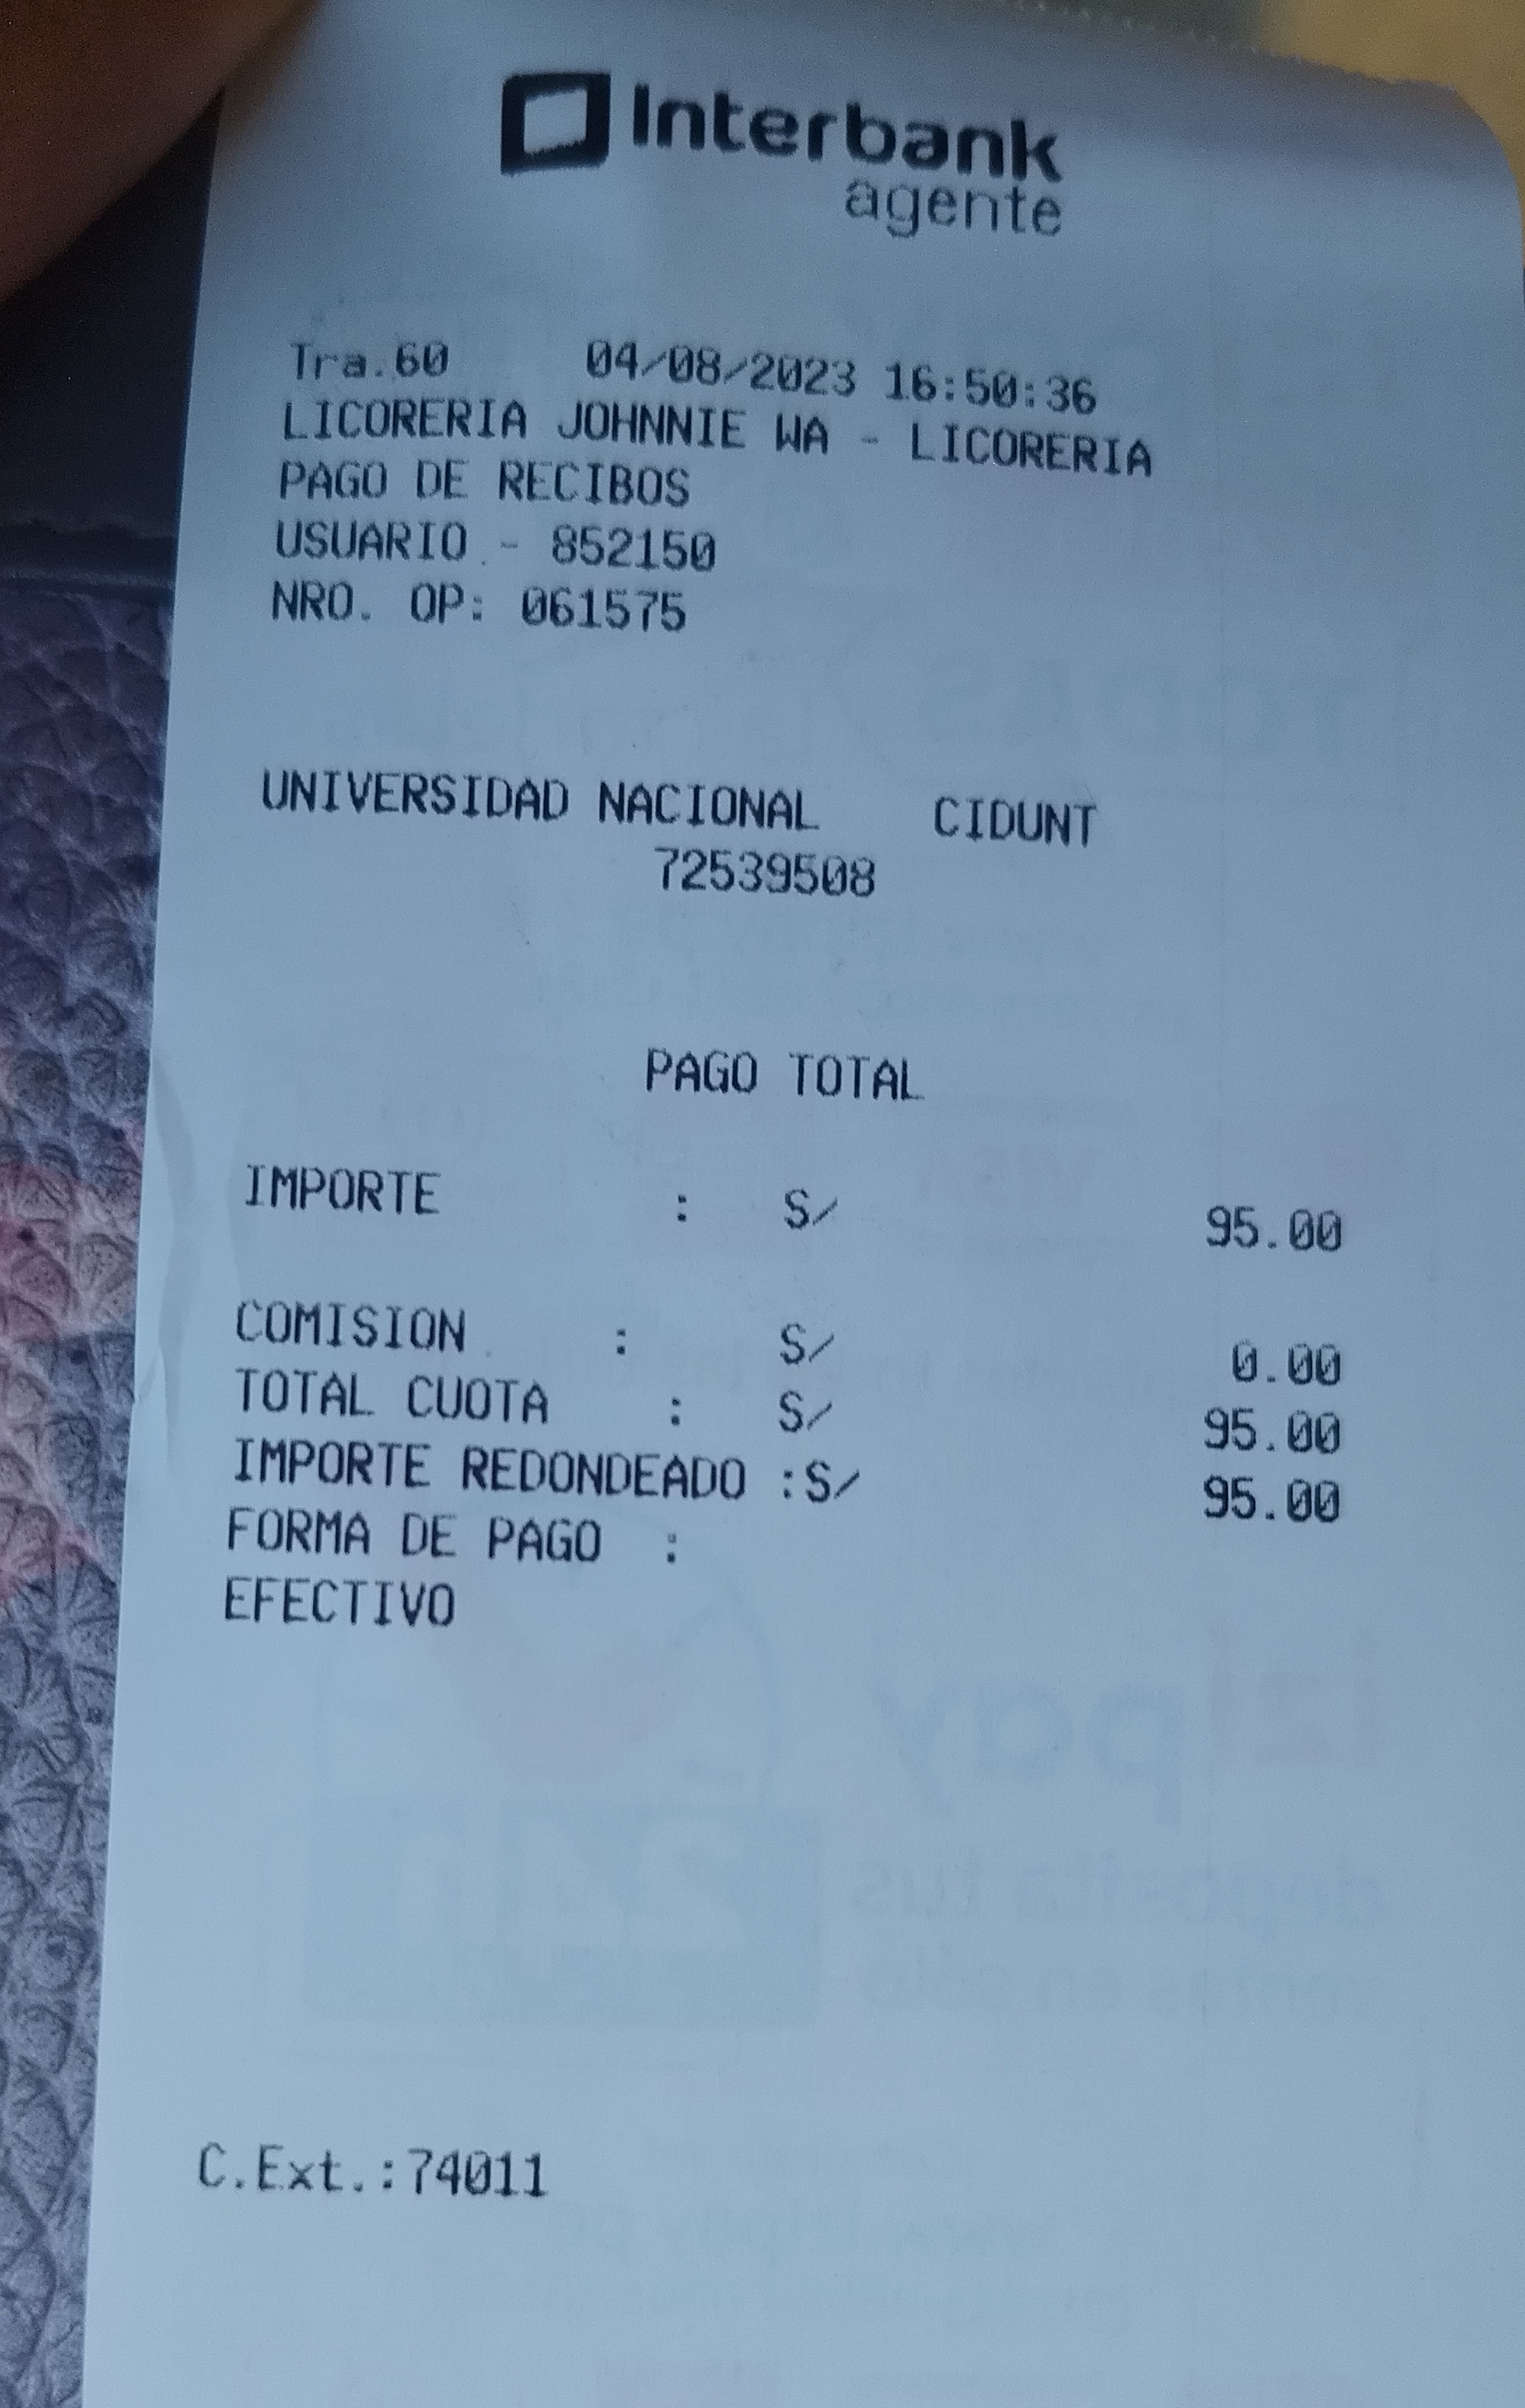 Interbank
agente
Tra.60 04/08/2023 16:50:36
LICORERIA JOHNNIE WA - LICORERIA
PAGO DE RECIBOS
USUARIO - 852150
NRO. OP: 061575
UNIVERSIDAD NACIONAL CIDUNT
72539508
PAGO TOTAL
IMPORTE : S/ 95.00
COMISION : S/ 0.00
TOTAL CUOTA : S/ 95.00
IMPORTE REDONDEADO :S/ 95.00
FORMA DE PAGO :
EFECTIVO
C.Ext.:74011